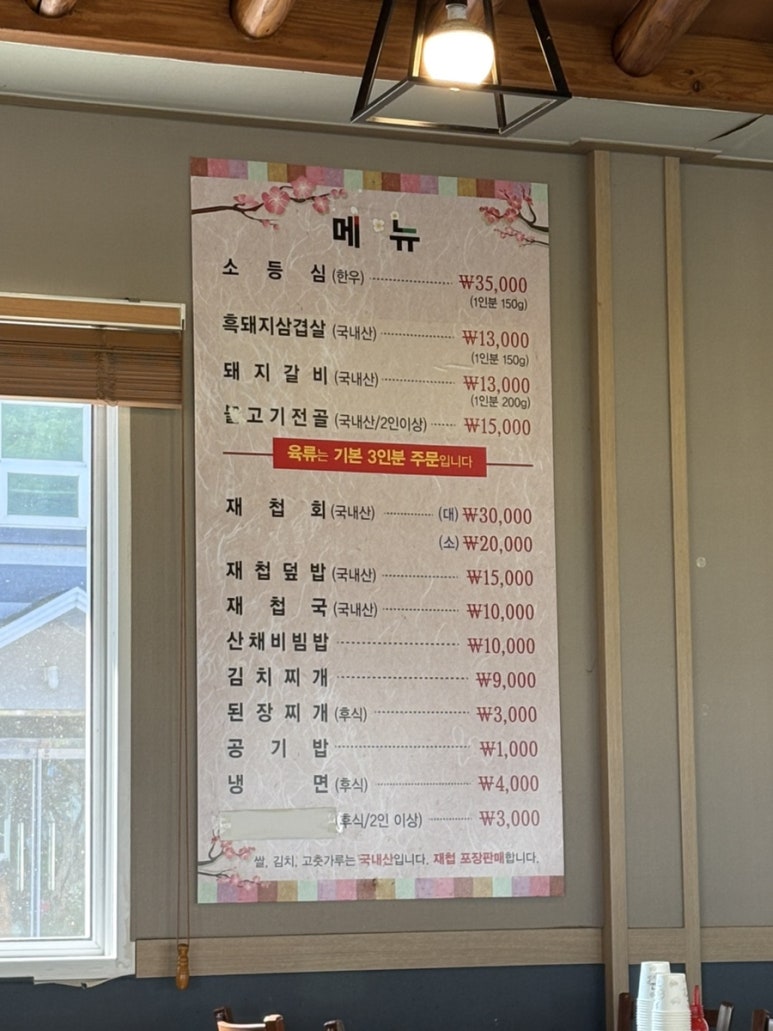 메 뉴
소 등 심 (한우) ₩35,000
(1인분 150g)
흑돼지삼겹살 (국내산) ₩13,000
(1인분 150g)
돼 지 갈 비 (국내산) ₩13,000
(1인분 200g)
불고기전골 (국내산/2인이상) ₩15,000
육류는 기본 3인분 주문입니다
재 첩 회 (국내산) (대) ₩30,000
(소) ₩20,000
재 첩 덮 밥 (국내산) ₩15,000
재 첩 국 (국내산) ₩10,000
산채비빔밥 ₩10,000
김 치 찌 개 ₩9,000
된 장 찌 개 (후식) ₩3,000
공 기 밥 ₩1,000
냉 면 (후식) ₩4,000
(후식/2인 이상) ₩3,000
쌀, 김치, 고춧가루는 국내산입니다. 재첩 포장판매합니다.